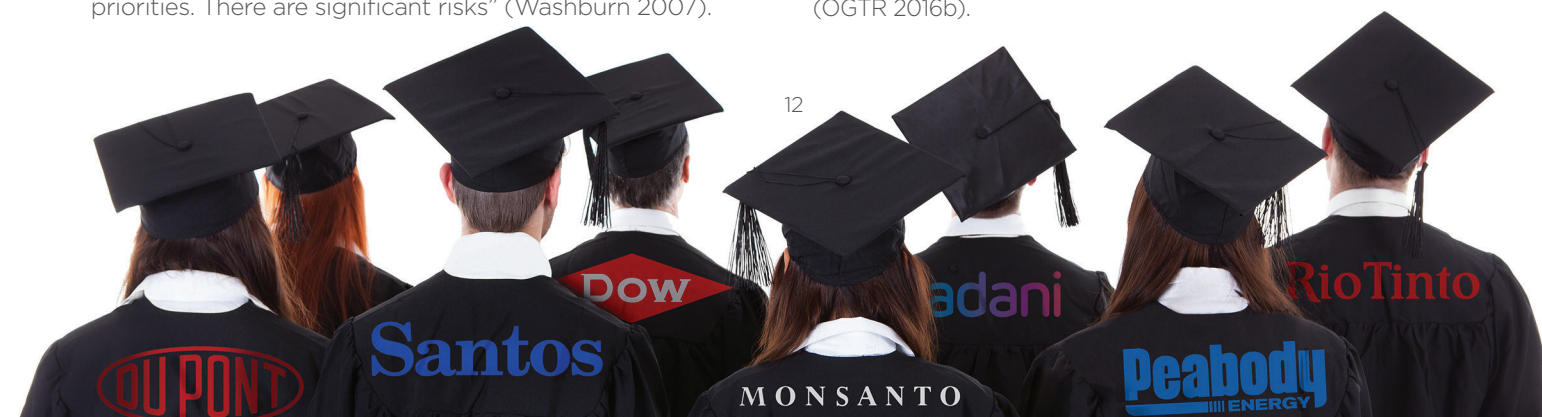 priorities. There are significant risks” (Washburn 2007).
(OGTR 2016b).
12
DOW
adani
RioTinto
Santos
DU PONT
MONSANTO
Peabody
ENERGY